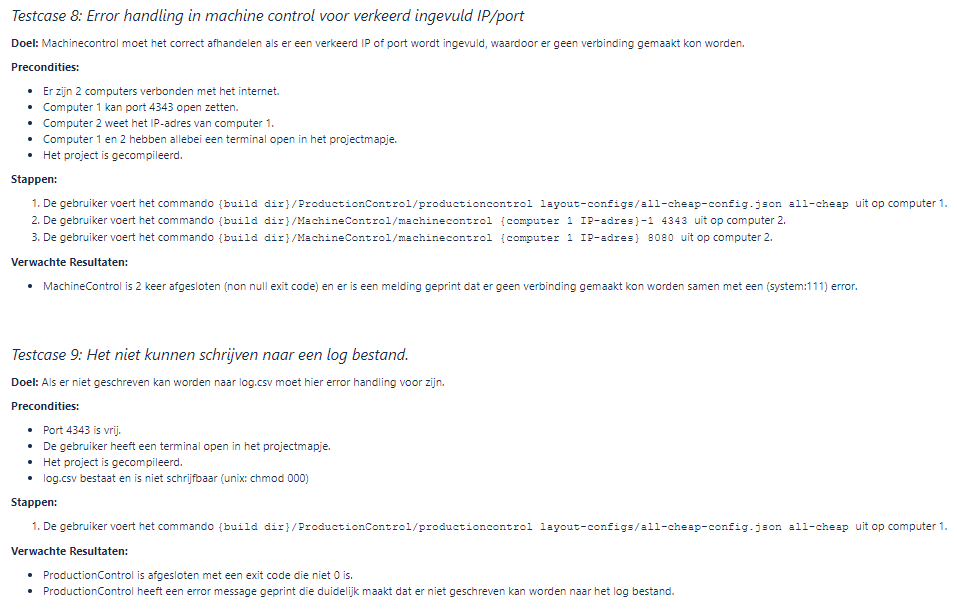 Testcase 8: Error handling in machine control voor verkeerd ingevuld IP/port
Doel: Machinecontrol moet het correct afhandelen als er een verkeerd IP of port wordt ingevuld, waardoor er geen verbinding gemaakt kon worden.
Precondities:
• Er zijn 2 computers verbonden met het internet.
• Computer 1 kan port 4343 open zetten.
• Computer 2 weet het IP-adres van computer 1.
• Computer 1 en 2 hebben allebei een terminal open in het projectmapje.
• Het project is gecompileerd.
Stappen:
1. De gebruiker voert het commando {build dir}/ProductionControl/productioncontrol layout-configs/all-cheap-config.json all-cheap uit op computer 1.
2. De gebruiker voert het commando {build dir}/MachineControl/machinecontrol {computer 1 IP-adres}-1 4343 uit op computer 2.
3. De gebruiker voert het commando {build dir}/MachineControl/machinecontrol {computer 1 IP-adres} 8080 uit op computer 2.
Verwachte Resultaten:
• MachineControl is 2 keer afgesloten (non null exit code) en er is een melding geprint dat er geen verbinding gemaakt kon worden samen met een (system:111) error.
Testcase 9: Het niet kunnen schrijven naar een log bestand.
Doel: Als er niet geschreven kan worden naar log.csv moet hier error handling voor zijn.
Precondities:
• Port 4343 is vrij.
• De gebruiker heeft een terminal open in het projectmapje.
• Het project is gecompileerd.
• log.csv bestaat en is niet schrijfbaar (unix: chmod 000)
Stappen:
1. De gebruiker voert het commando {build dir}/ProductionControl/productioncontrol layout-configs/all-cheap-config.json all-cheap uit op computer 1.
Verwachte Resultaten:
• ProductionControl is afgesloten met een exit code die niet 0 is.
• ProductionControl heeft een error message geprint die duidelijk maakt dat er niet geschreven kan worden naar het log bestand.